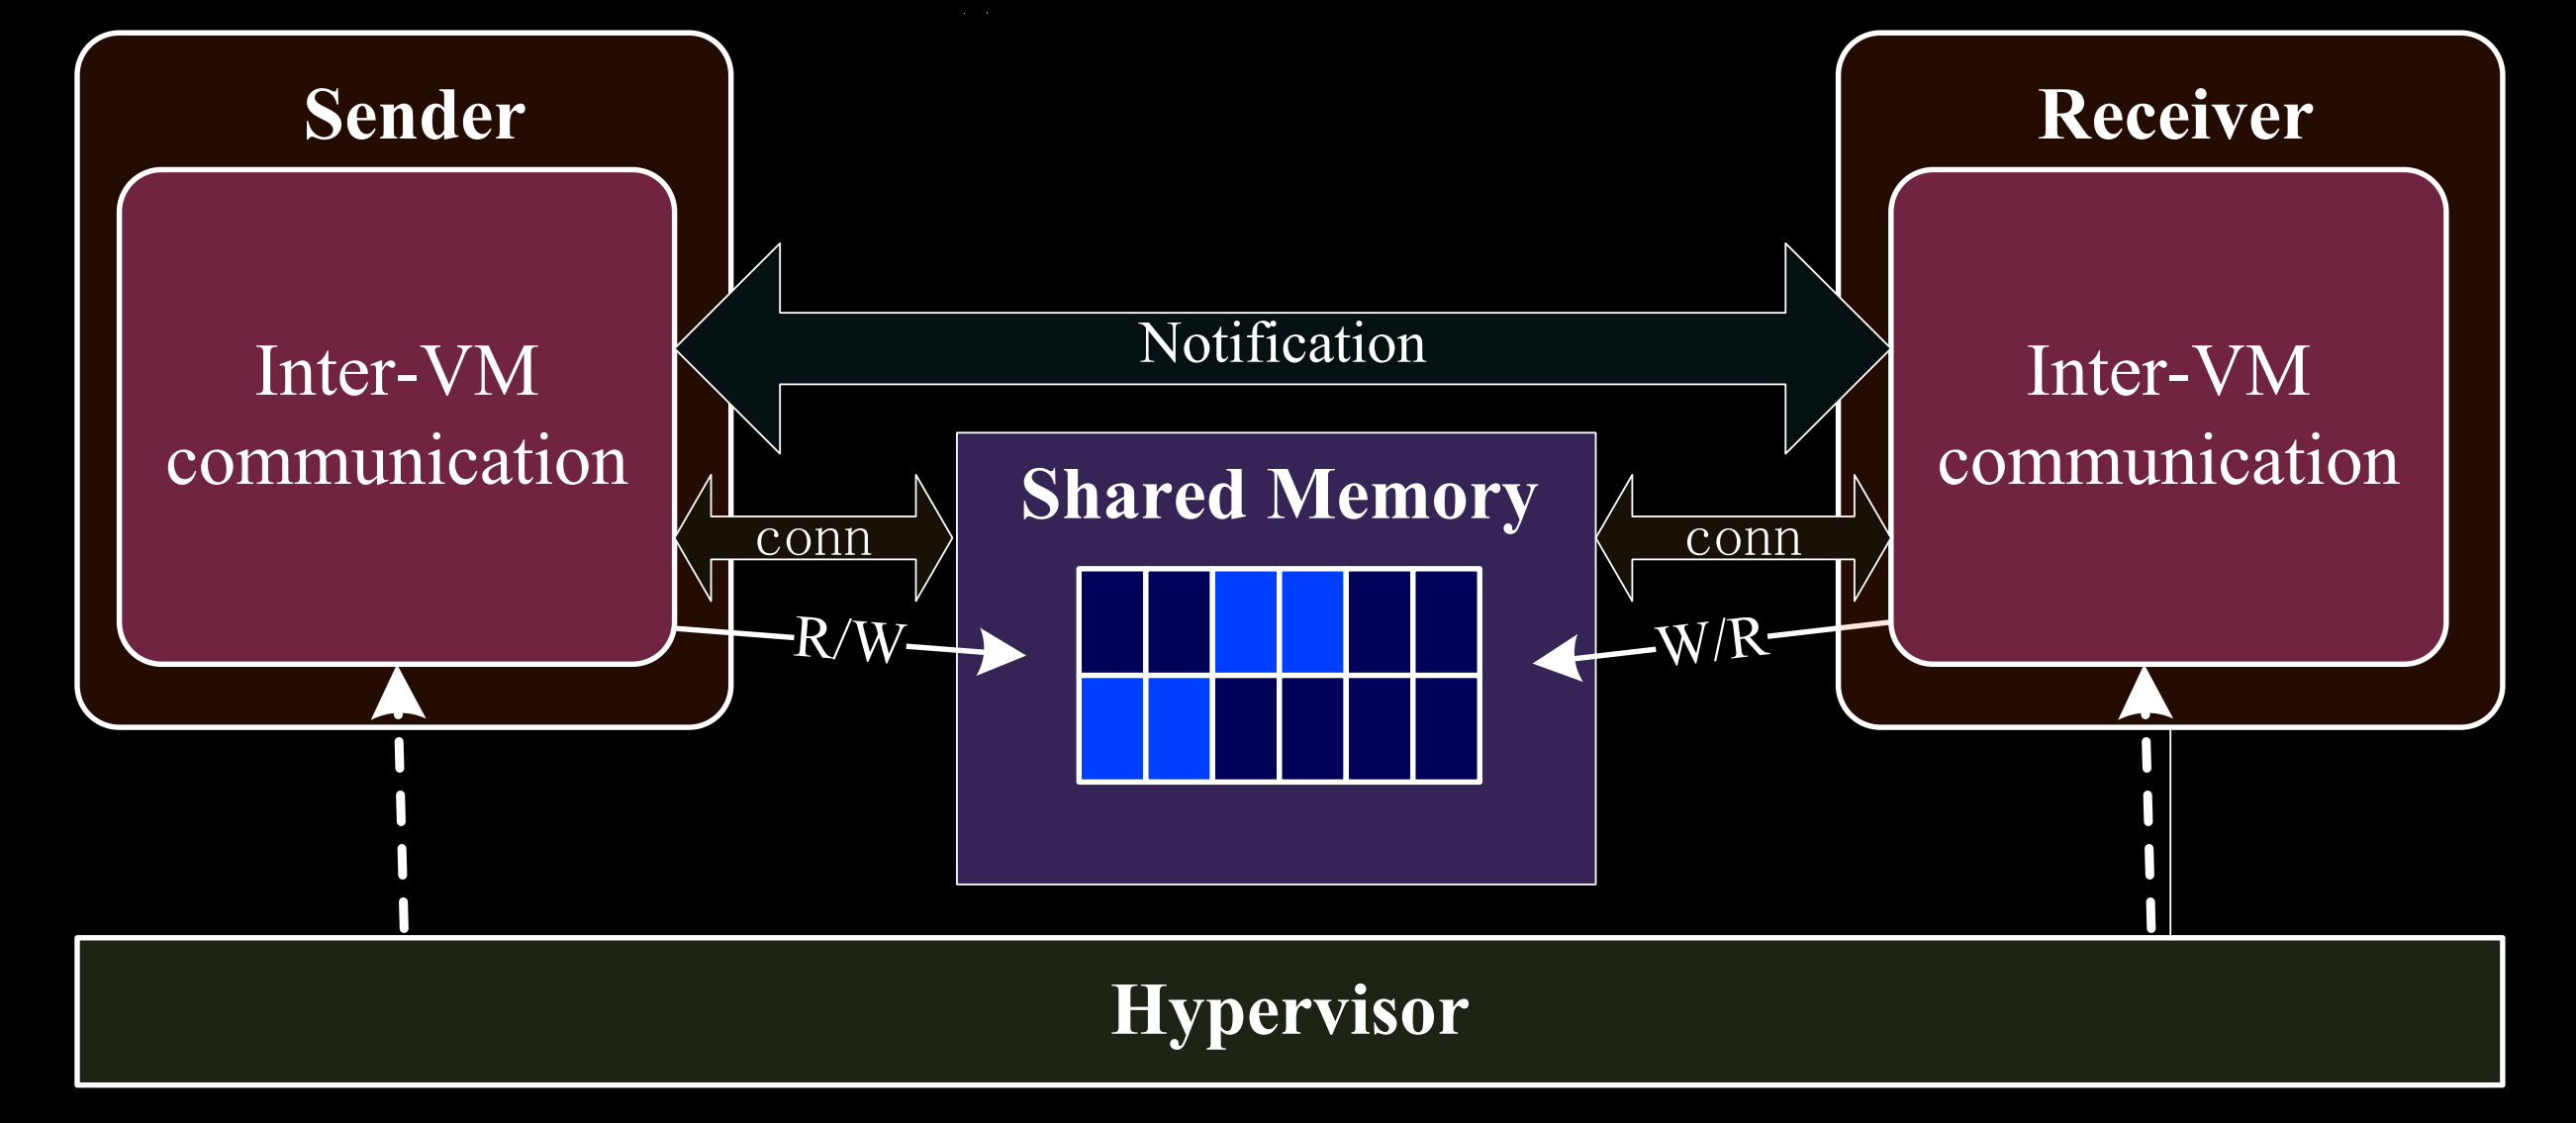 Sender
Receiver
Inter-VM
communication
Notification
Inter-VM
communication
Shared Memory
conn
conn
R/W
W/R
Hypervisor